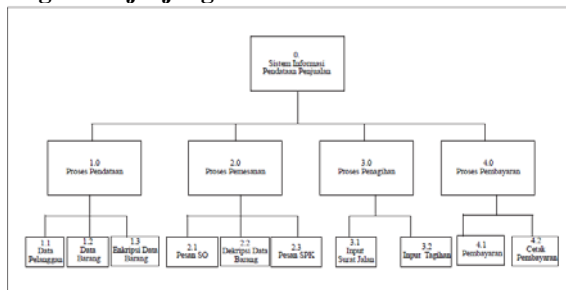 0.
Sistem Informasi
Pendataan Penjualan
1.0
Proses Pendataan
2.0
Proses Pemesanan
3.0
Proses Penagihan
4.0
Proses Pembayaran
1.1
Data
Pelanggan
1.2
Data
Barang
1.3
Enkripsi Data
Barang
2.1
Pesan SO
2.2
Dekripsi Data
Barang
2.3
Pesan SPK
3.1
Input
Surat Jalan
3.2
Input Tagihan
4.1
Pembayaran
4.2
Cetak
Pembayaran